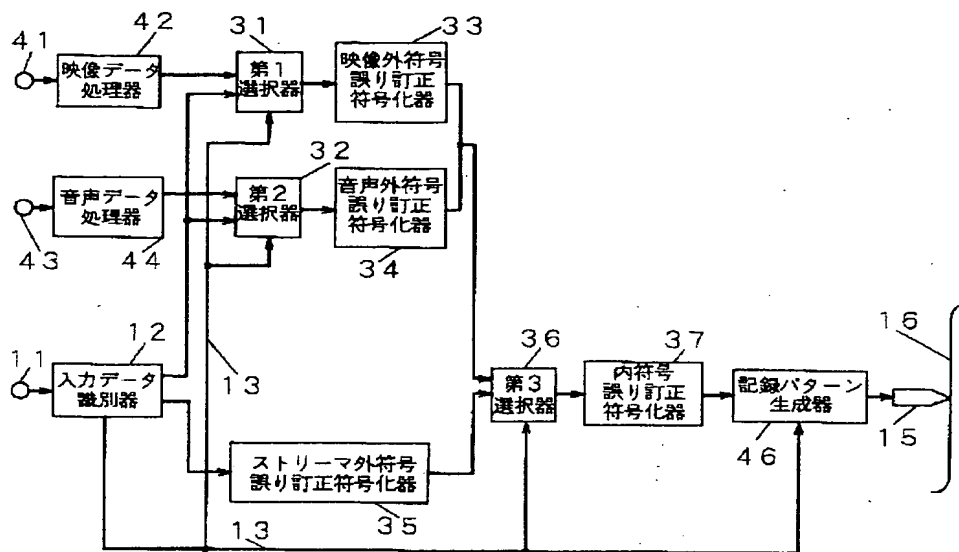 42
31
33
41
映像データ
処理器
第1
選択器
映像外符号
誤り訂正
符号化器
32
音声データ
処理器
第2
選択器
音声外符号
誤り訂正
符号化器
43
44
34
12
11
入力データ
識別器
13
36
37
16
第3
選択器
内符号
誤り訂正
符号化器
記録パターン
生成器
15
46
ストリーマ外符号
誤り訂正符号化器
35
13